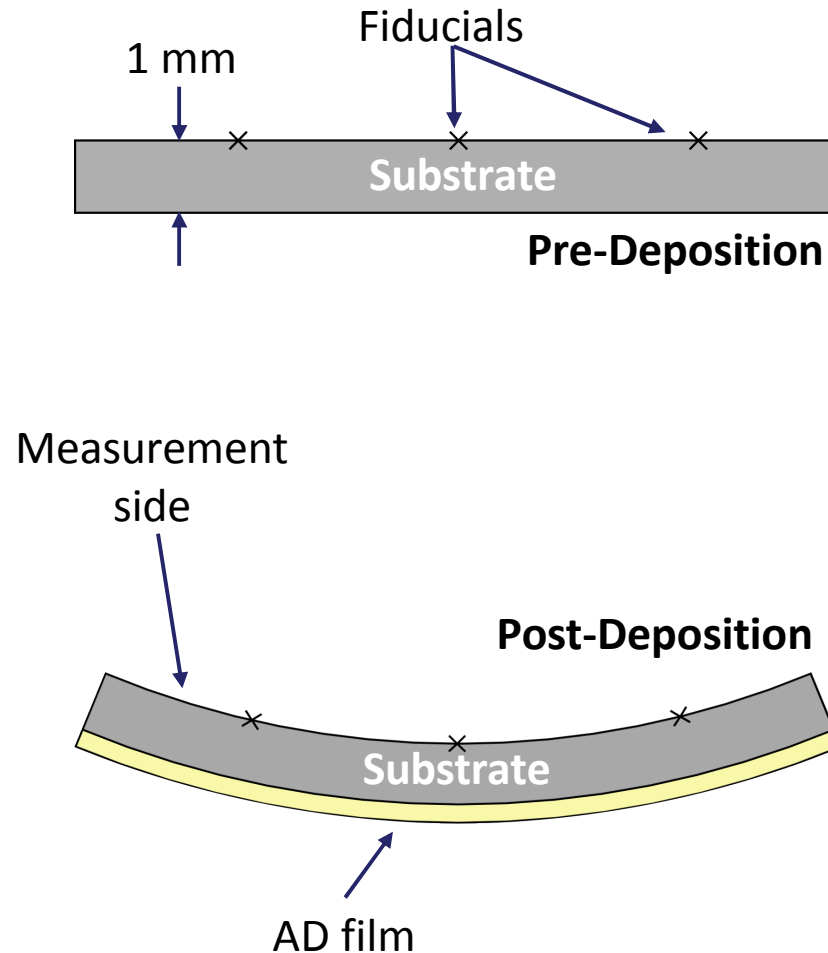 Fiducials
1 mm
Substrate
Pre-Deposition
Measurement
side
Post-Deposition
Substrate
AD film